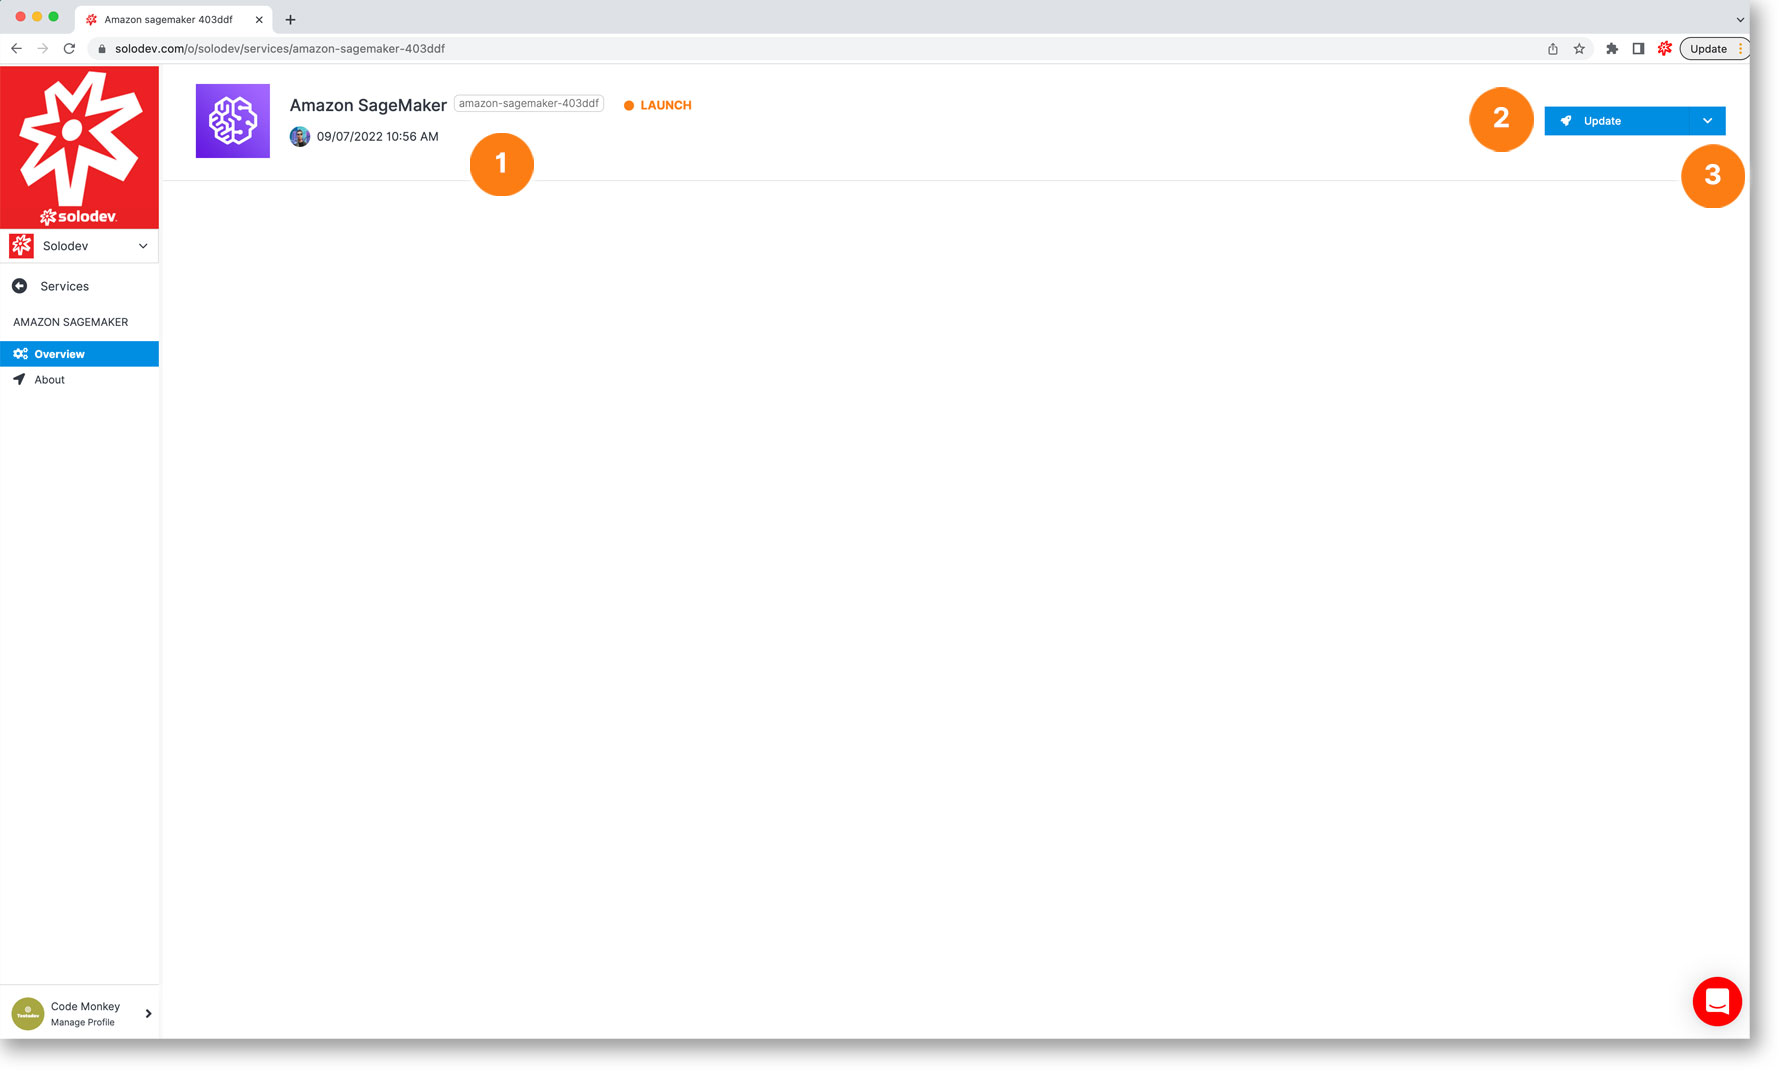 Amazon sagemaker 403ddf
solodev.com/o/solodev/services/amazon-sagemaker-403ddf
Update
solodev
Amazon SageMaker amazon-sagemaker-403ddf LAUNCH
09/07/2022 10:56 AM
1
2
Update
3
Solodev
Services
AMAZON SAGEMAKER
Overview
About
Code Monkey
Manage Profile